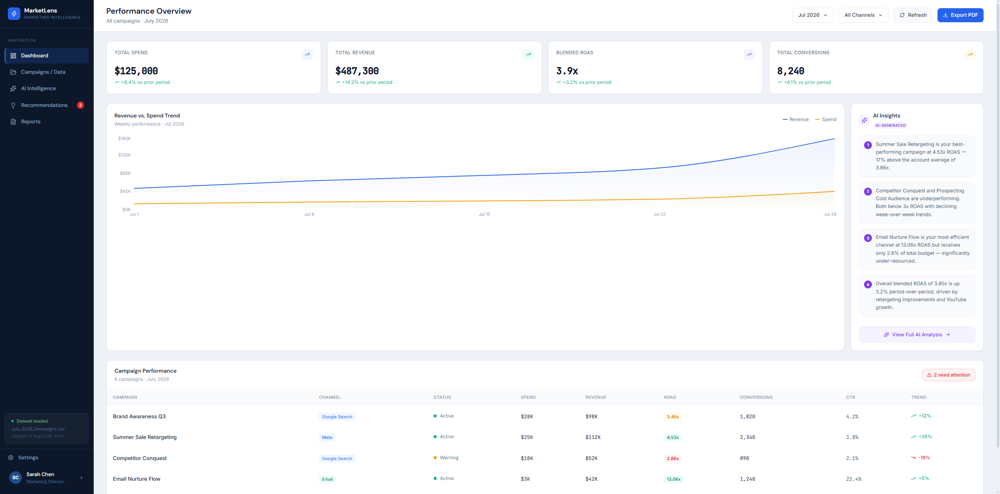 MarketLens
MARKETING INTELLIGENCE
NAVIGATION
Dashboard
Campaigns / Data
AI Intelligence
Recommendations 2
Reports
Dataset loaded
July_2026_Campaigns.csv
Updated 14 Aug 2026, 09:41
Settings
SC
Sarah Chen
Marketing Director
Performance Overview
All campaigns · July 2026
Jul 2026
All Channels
Refresh
Export PDF
TOTAL SPEND
$125,000
+8.4% vs prior period
TOTAL REVENUE
$487,300
+14.2% vs prior period
BLENDED ROAS
3.9x
+3.2% vs prior period
TOTAL CONVERSIONS
8,240
+6.1% vs prior period
Revenue vs. Spend Trend
Weekly performance · Jul 2026
Revenue Spend
$180K
$135K
$90K
$45K
$0K
Jul 1 Jul 8 Jul 15 Jul 22 Jul 29
AI Insights
AI-GENERATED
1
Summer Sale Retargeting is your best-
performing campaign at 4.53x ROAS —
17% above the account average of
3.86x.
2
Competitor Conquest and Prospecting
Cold Audience are underperforming.
Both below 3x ROAS with declining
week-over-week trends.
3
Email Nurture Flow is your most efficient
channel at 13.06x ROAS but receives
only 2.6% of total budget — significantly
under-resourced.
4
Overall blended ROAS of 3.90x is up
3.2% period-over-period, driven by
retargeting improvements and YouTube
growth.
View Full AI Analysis
Campaign Performance
6 campaigns · July 2026
2 need attention
CAMPAIGN CHANNEL STATUS SPEND REVENUE ROAS CONVERSIONS CTR TREND
Brand Awareness Q3 Google Search Active $28K $98K 3.46x 1,820 4.2% +12%
Summer Sale Retargeting Meta Active $25K $112K 4.53x 2,340 3.8% +28%
Competitor Conquest Google Search Warning $18K $52K 2.86x 890 2.1% -18%
Email Nurture Flow Email Active $3K $42K 13.06x 1,240 22.4% +5%